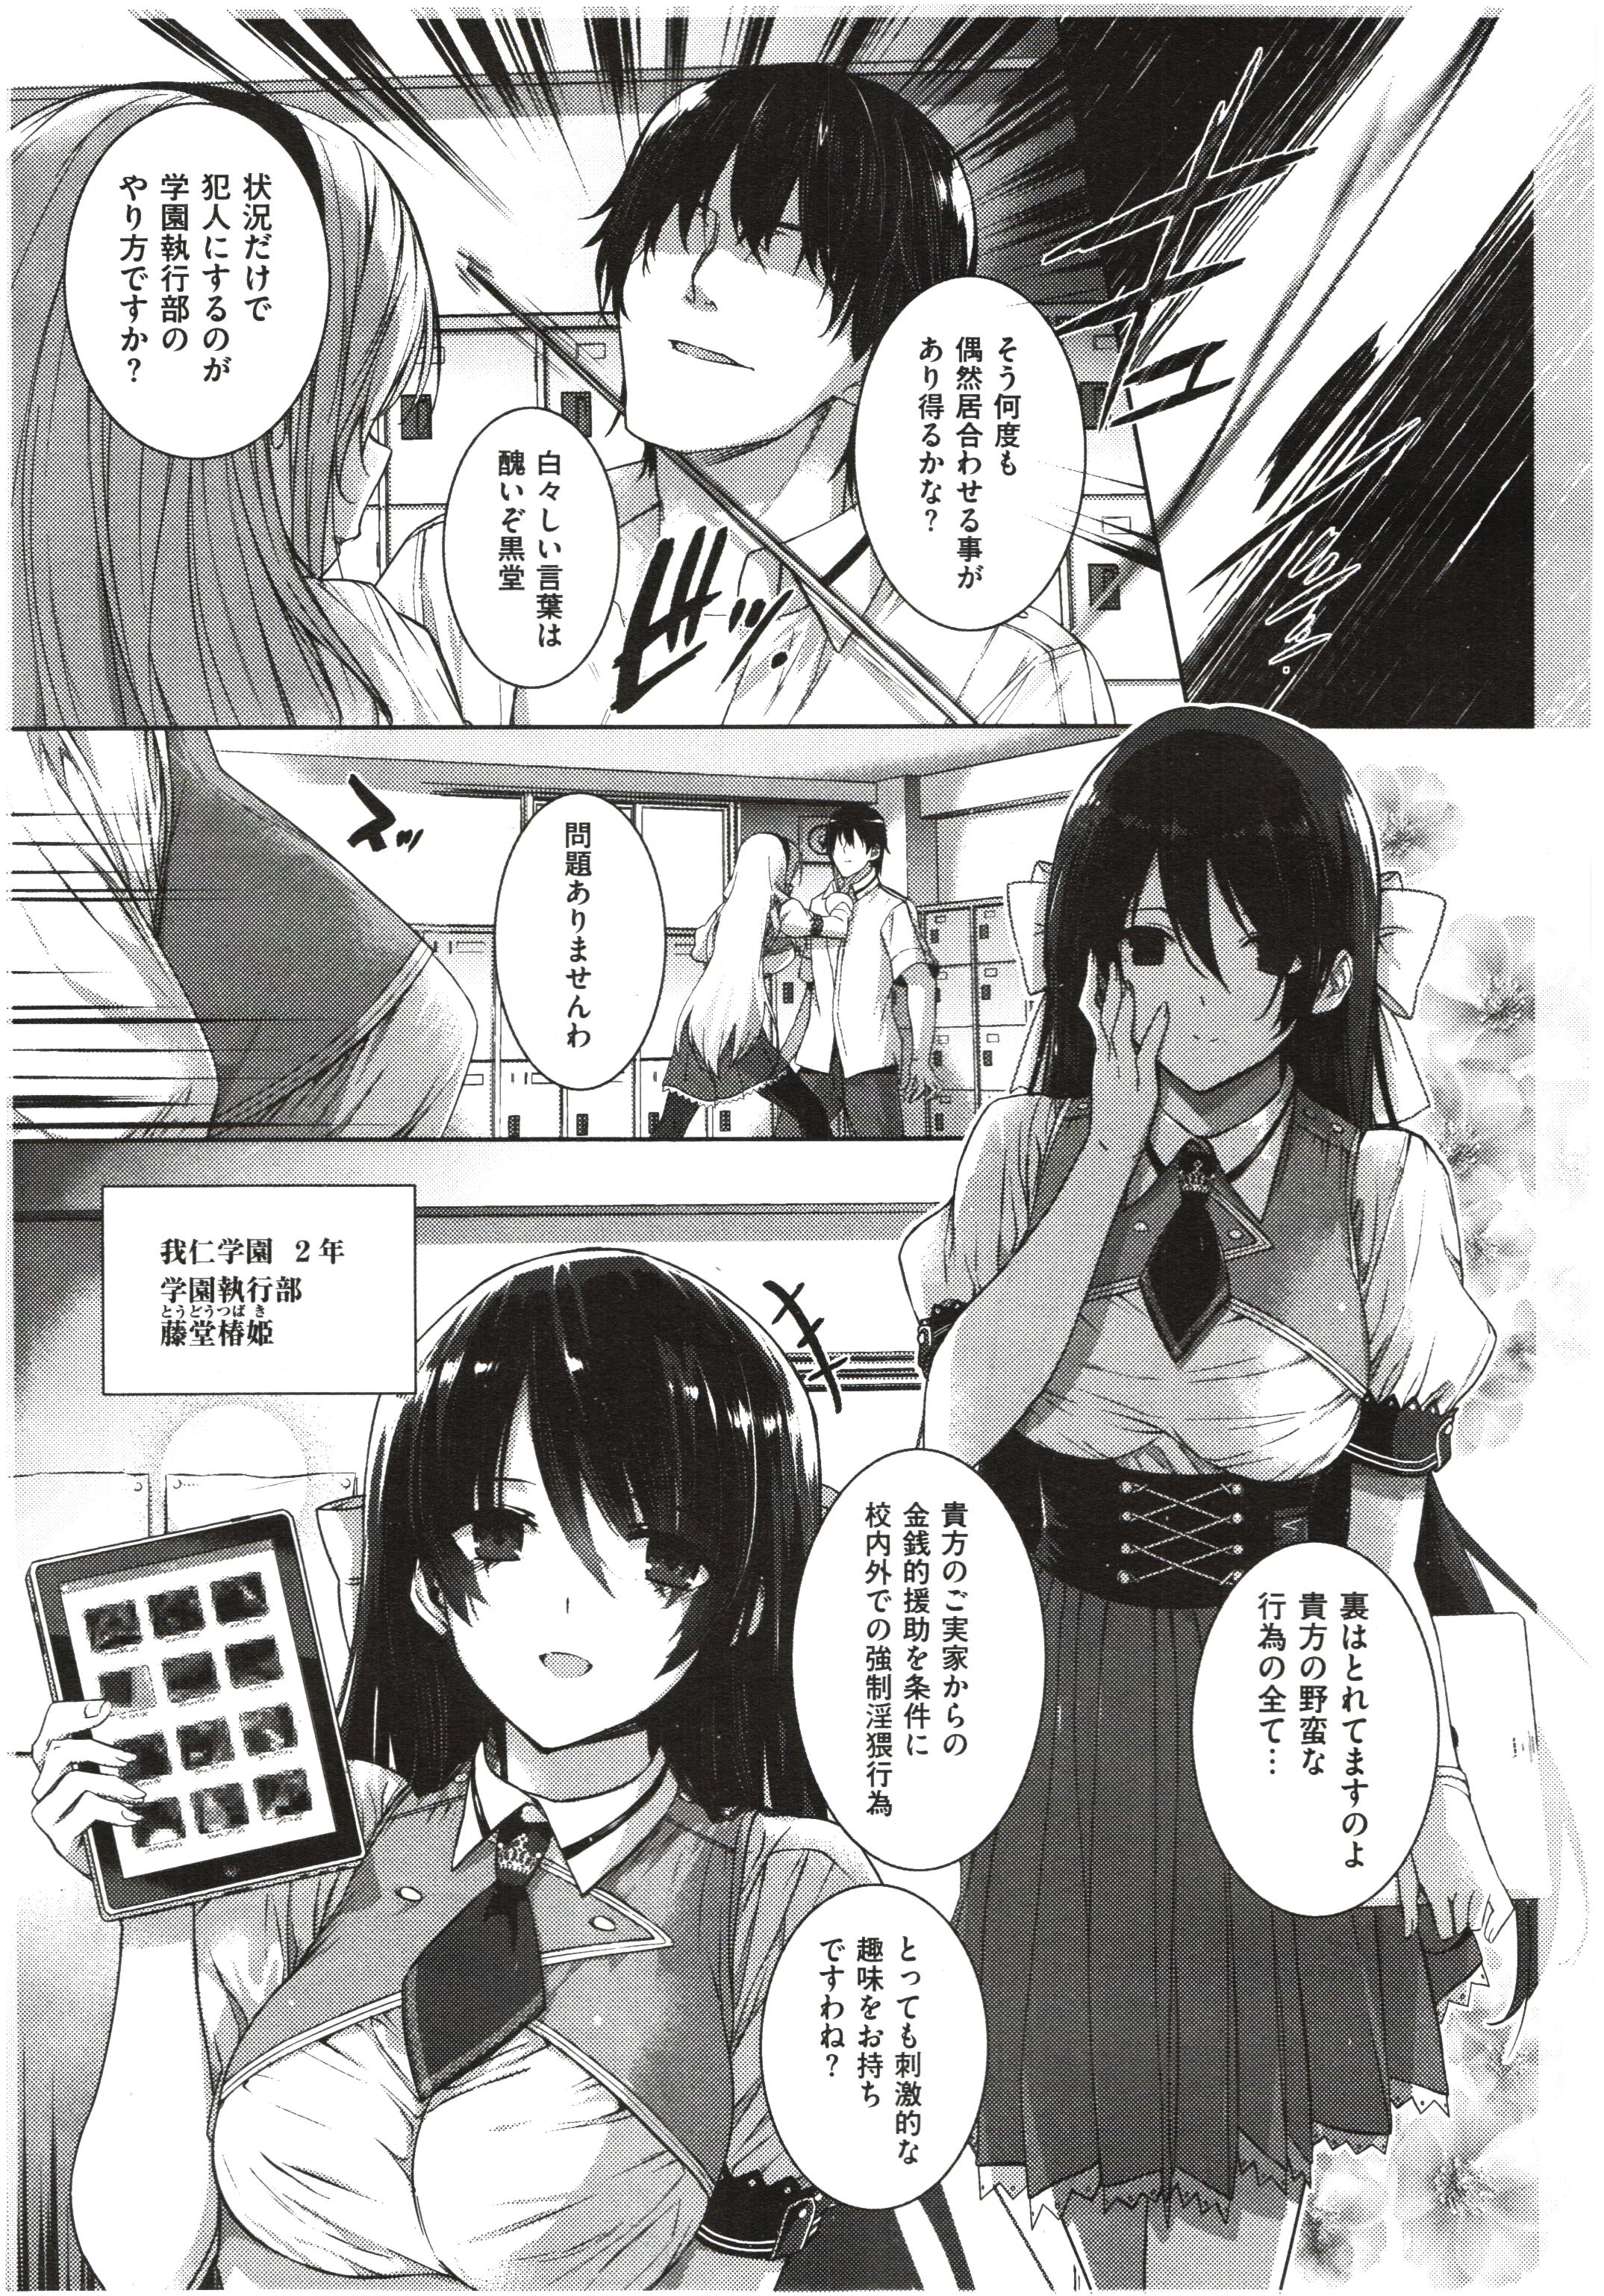 そう何度も
偶然居合わせる事が
あり得るかな？
白々しい言葉は
醜いぞ黒堂
状況だけで
犯人にするのが
学園執行部の
やり方ですか？
問題ありませんわ
裏はとれてますのよ
貴方の野蛮な
行為の全て…
貴方のご実家からの
金銭的援助を条件に
校内外での強制淫猥行為
とっても刺激的な
趣味をお持ち
ですわね？
我仁学園 2年
学園執行部
とうどうつばき
藤堂椿姫